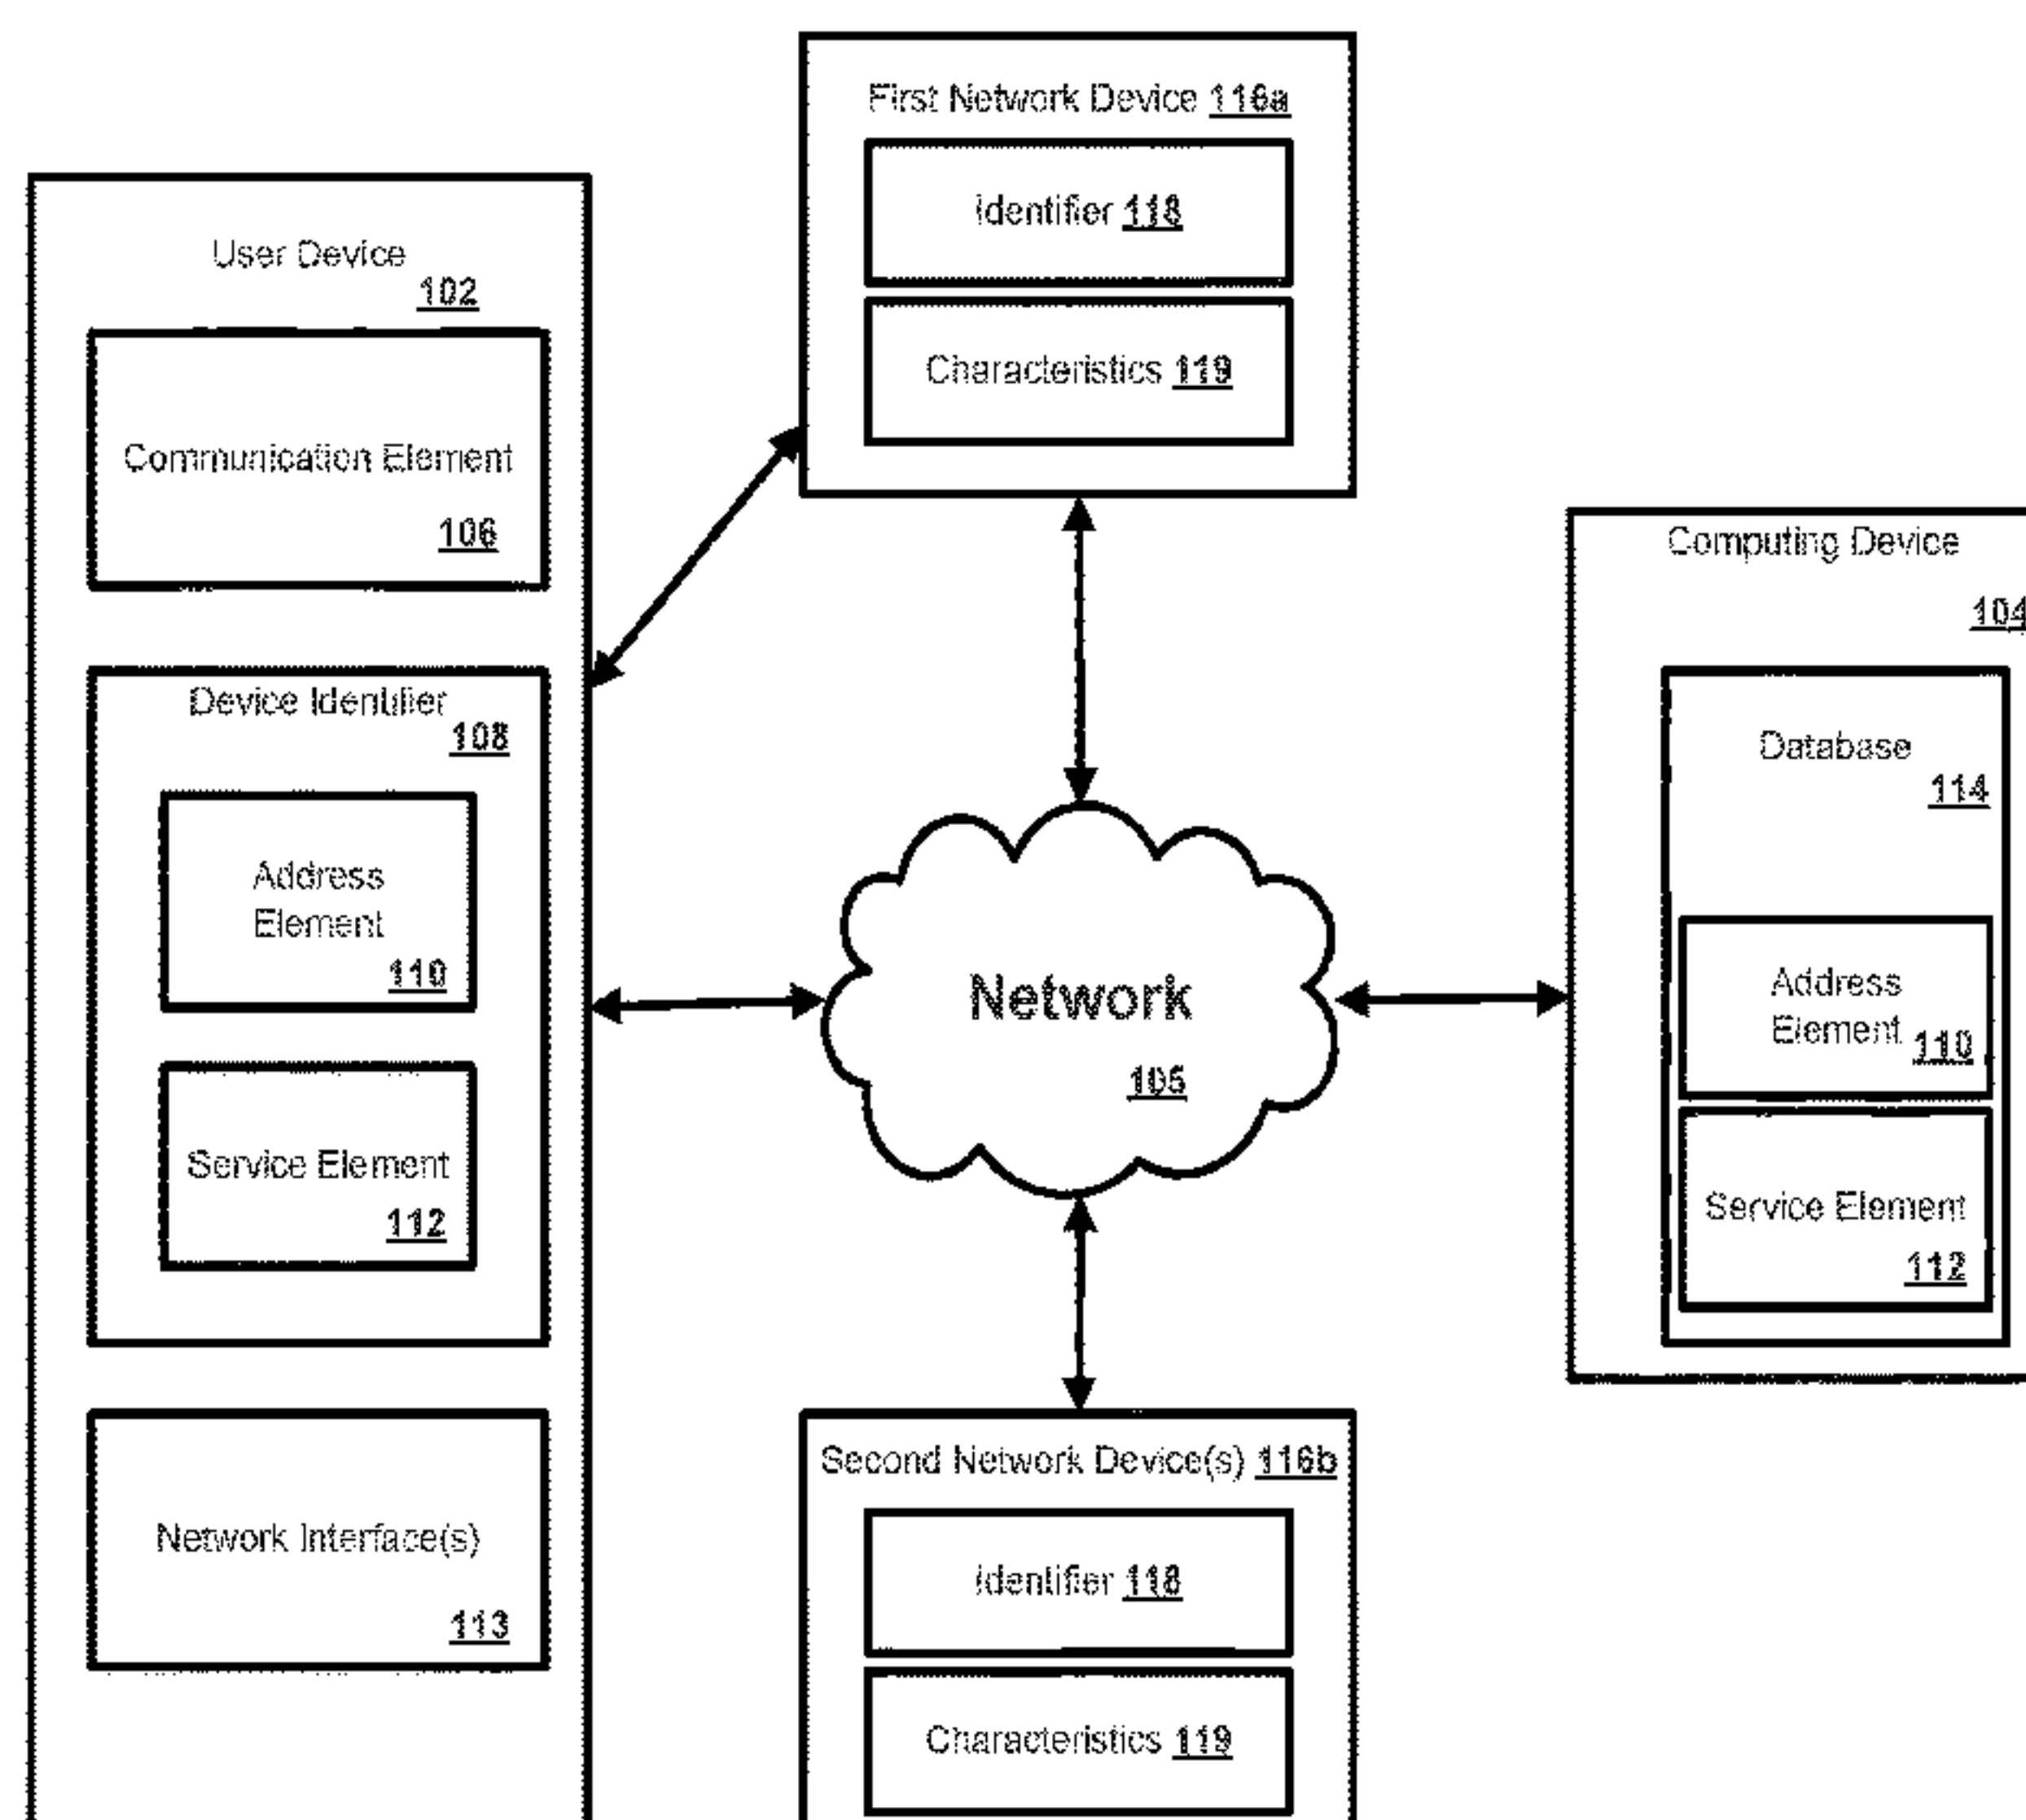 First Network Device 116a
Identifier 118
Characteristics 119
User Device
102
Communication Element
106
Device Identifier
108
Address
Element
110
Service Element
112
Network Interface(s)
113
Network
105
Computing Device
104
Database
114
Address
Element 110
Service Element
112
Second Network Device(s) 116b
Identifier 118
Characteristics 119